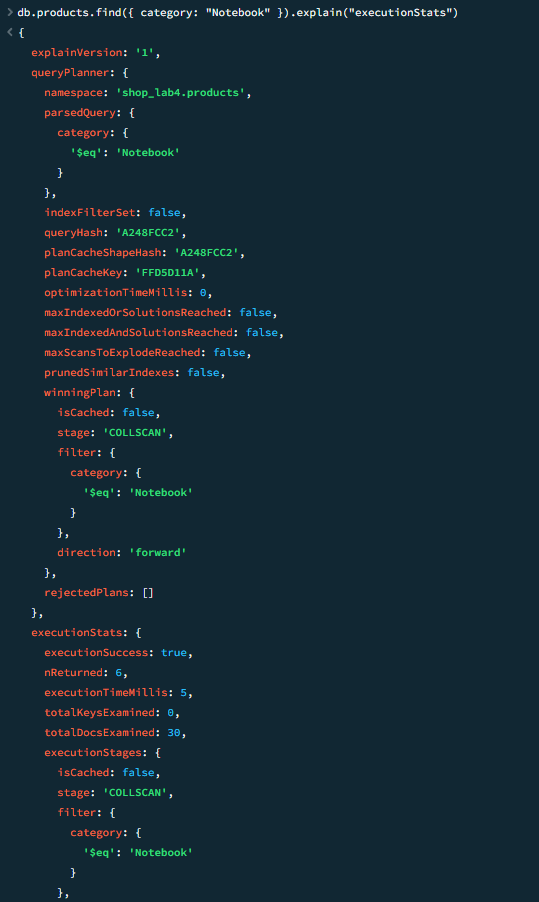 > db.products.find({ category: "Notebook" }).explain("executionStats")
< {
explainVersion: '1',
queryPlanner: {
namespace: 'shop_lab4.products',
parsedQuery: {
category: {
'$eq': 'Notebook'
}
},
indexFilterSet: false,
queryHash: 'A248FCC2',
planCacheShapeHash: 'A248FCC2',
planCacheKey: 'FFD5D11A',
optimizationTimeMillis: 0,
maxIndexedOrSolutionsReached: false,
maxIndexedAndSolutionsReached: false,
maxScansToExplodeReached: false,
prunedSimilarIndexes: false,
winningPlan: {
isCached: false,
stage: 'COLLSCAN',
filter: {
category: {
'$eq': 'Notebook'
}
},
direction: 'forward'
},
rejectedPlans: []
},
executionStats: {
executionSuccess: true,
nReturned: 6,
executionTimeMillis: 5,
totalKeysExamined: 0,
totalDocsExamined: 30,
executionStages: {
isCached: false,
stage: 'COLLSCAN',
filter: {
category: {
'$eq': 'Notebook'
}
},